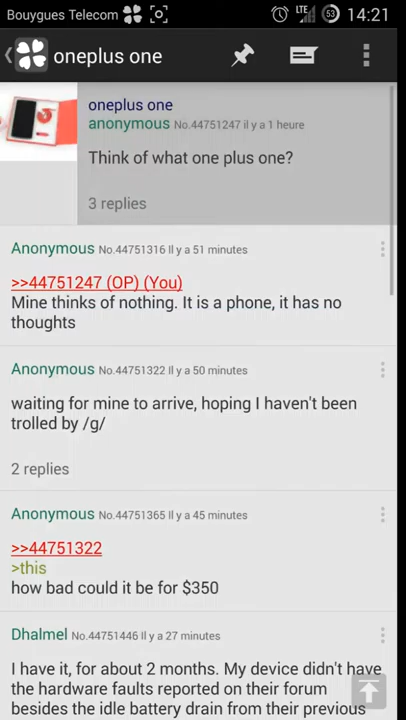 Bouygues Telecom LTE 53 14:21
oneplus one
oneplus one
anonymous No.44751247 il y a 1 heure
Think of what one plus one?
3 replies
Anonymous No.44751316 Il y a 51 minutes
>>44751247 (OP) (You)
Mine thinks of nothing. It is a phone, it has no
thoughts
Anonymous No.44751322 Il y a 50 minutes
waiting for mine to arrive, hoping I haven't been
trolled by /g/
2 replies
Anonymous No.44751365 Il y a 45 minutes
>>44751322
>this
how bad could it be for $350
Dhalmel No.44751446 Il y a 27 minutes
I have it, for about 2 months. My device didn't have
the hardware faults reported on their forum
besides the idle battery drain from their previous